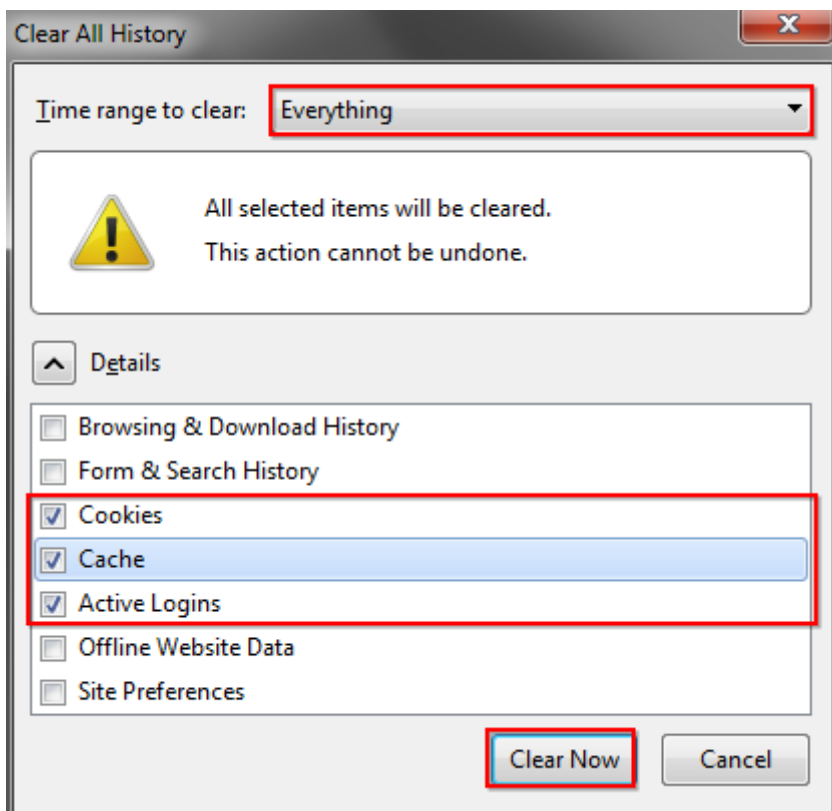 Clear All History
Time range to clear: Everything
All selected items will be cleared.
This action cannot be undone.
Details
Browsing & Download History
Form & Search History
Cookies
Cache
Active Logins
Offline Website Data
Site Preferences
Clear Now Cancel